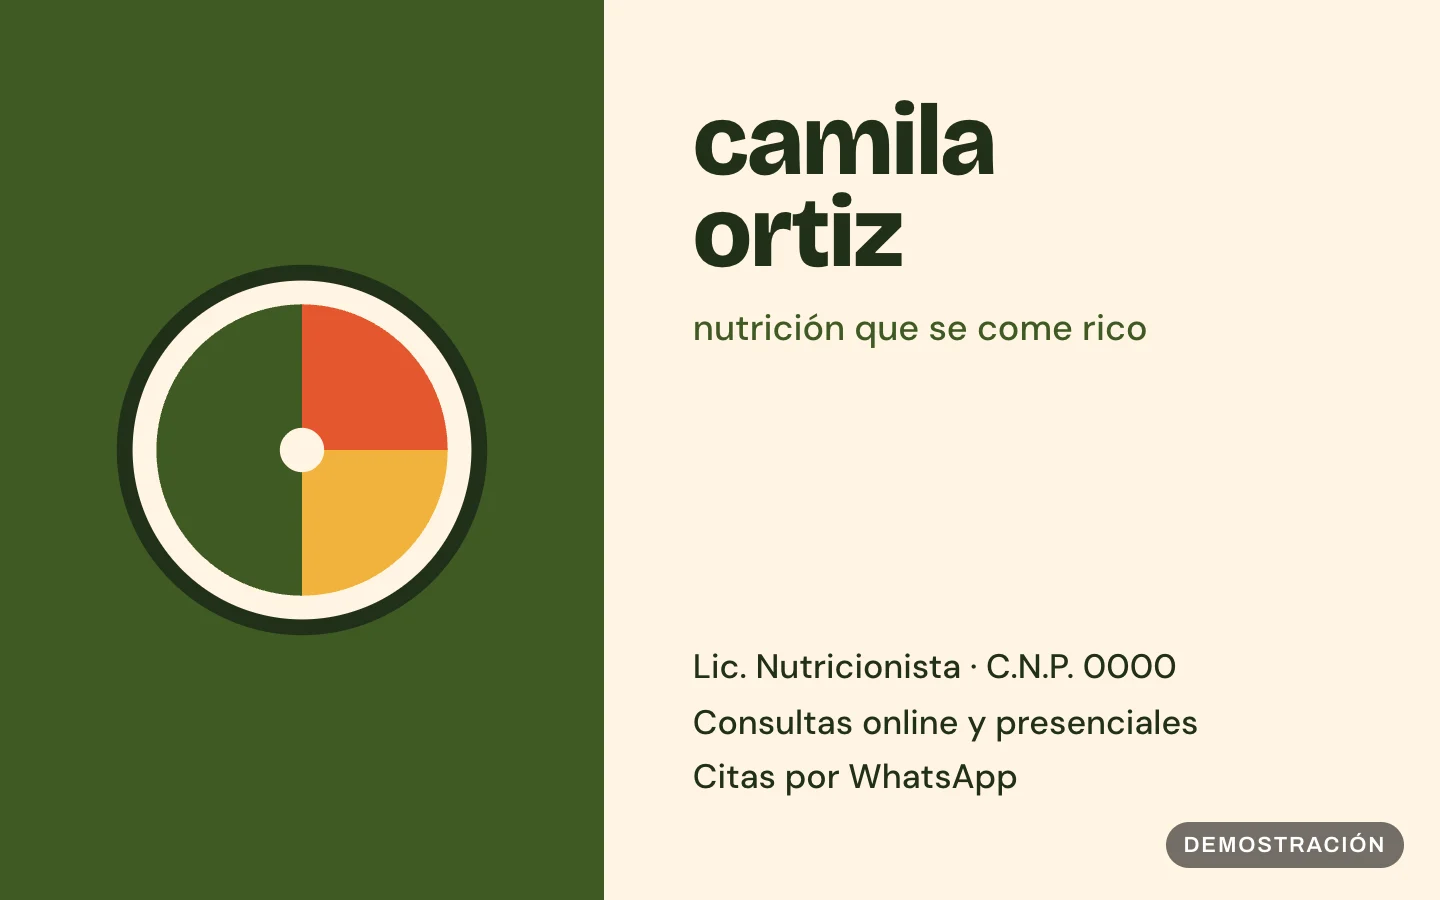 camila
ortiz
nutrición que se come rico
Lic. Nutricionista · C.N.P. 0000
Consultas online y presenciales
Citas por WhatsApp
DEMOSTRACIÓN